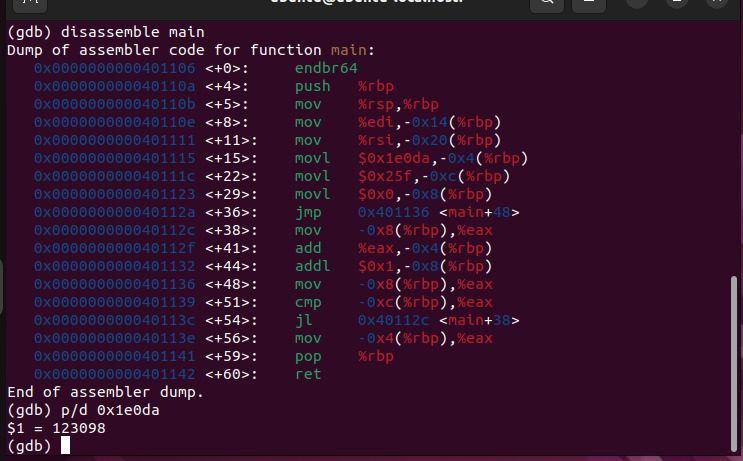 (gdb) disassemble main
Dump of assembler code for function main:
   0x0000000000401106 <+0>:     endbr64
   0x000000000040110a <+4>:     push   %rbp
   0x000000000040110b <+5>:     mov    %rsp,%rbp
   0x000000000040110e <+8>:     mov    %edi,-0x14(%rbp)
   0x0000000000401111 <+11>:    mov    %rsi,-0x20(%rbp)
   0x0000000000401115 <+15>:    movl   $0x1e0da,-0x4(%rbp)
   0x000000000040111c <+22>:    movl   $0x25f,-0xc(%rbp)
   0x0000000000401123 <+29>:    movl   $0x0,-0x8(%rbp)
   0x000000000040112a <+36>:    jmp    0x401136 <main+48>
   0x000000000040112c <+38>:    mov    -0x8(%rbp),%eax
   0x000000000040112f <+41>:    add    %eax,-0x4(%rbp)
   0x0000000000401132 <+44>:    addl   $0x1,-0x8(%rbp)
   0x0000000000401136 <+48>:    mov    -0x8(%rbp),%eax
   0x0000000000401139 <+51>:    cmp    -0xc(%rbp),%eax
   0x000000000040113c <+54>:    jl     0x40112c <main+38>
   0x000000000040113e <+56>:    mov    -0x4(%rbp),%eax
   0x0000000000401141 <+59>:    pop    %rbp
   0x0000000000401142 <+60>:    ret
End of assembler dump.
(gdb) p/d 0x1e0da
$1 = 123098
(gdb)